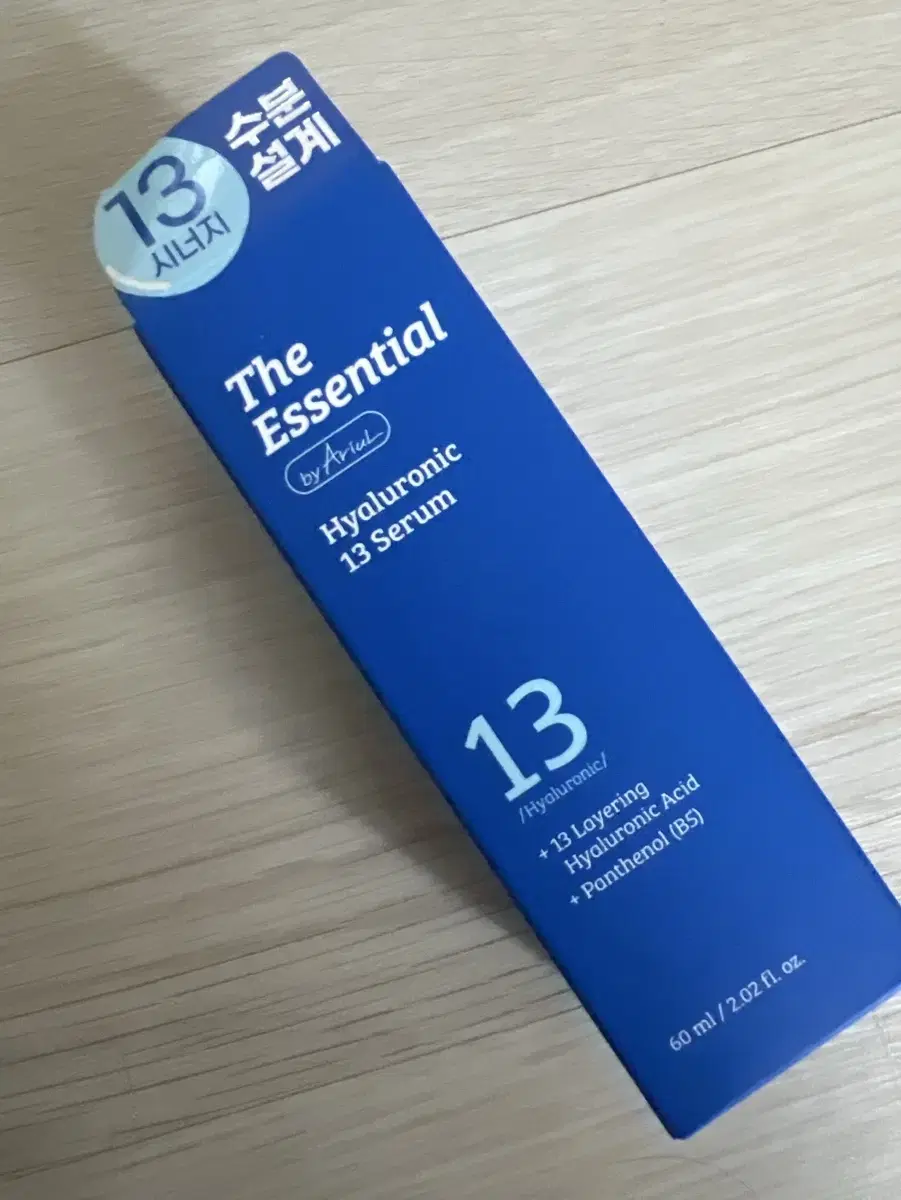 수분
설계
13
시너지
The
Essential
by Ariul
Hyaluronic
13 Serum
13
/Hyaluronic/
+ 13 Layering
Hyaluronic Acid
+ Panthenol (B5)
60 ml / 2.02 fl. oz.